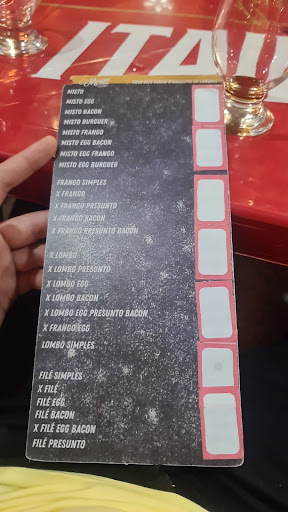 ITAI
MISTO
MISTO EGG
MISTO BACON
MISTO BURGUER
MISTO FRANGO
MISTO EGG BACON
MISTO EGG FRANGO
MISTO EGG BURGUER
FRANGO SIMPLES
X FRANGO
X FRANGO PRESUNTO
X FRANGO BACON
X FRANGO PRESUNTO BACON
X LOMBO
X LOMBO PRESUNTO
X LOMBO EGG
X LOMBO BACON
X LOMBO EGG PRESUNTO BACON
X FRANGO EGG
LOMBO SIMPLES
FILÉ SIMPLES
X FILÉ
FILÉ EGG
FILÉ BACON
X FILÉ EGG BACON
FILÉ PRESUNTO